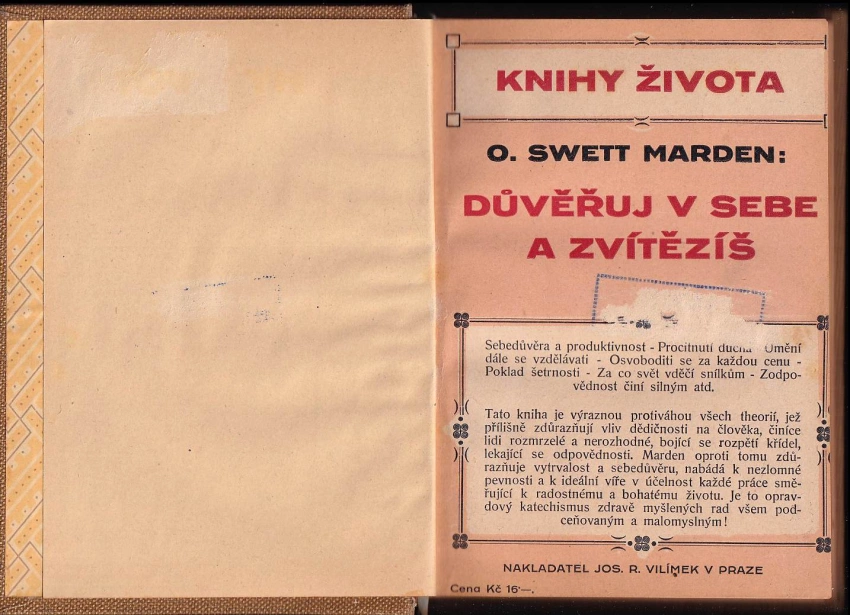 KNIHY ŽIVOTA
O. SWETT MARDEN:
DŮVĚŘUJ V SEBE
A ZVÍTĚZÍŠ
Sebedůvěra a produktivnost - Procitnutí ducha - Umění
dále se vzdělávati - Osvoboditi se za každou cenu -
Poklad šetrnosti - Za co svět vděčí snílkům - Zodpo-
vědnost činí silným atd.
Tato kniha je výraznou protiváhou všech theorií, jež
přílišně zdůrazňují vliv dědičnosti na člověka, činíce
lidi rozmrzelé a nerozhodné, bojící se rozpětí křídel,
lekající se odpovědnosti. Marden oproti tomu zdů-
razňuje vytrvalost a sebedůvěru, nabádá k nezlomné
pevnosti a k ideální víře v účelnost každé práce smě-
řující k radostnému a bohatému životu. Je to oprav-
dový katechismus zdravě myšlených rad všem pod-
ceňovaným a malomyslným!
NAKLADATEL JOS. R. VILÍMEK V PRAZE
Cena Kč 16·—.